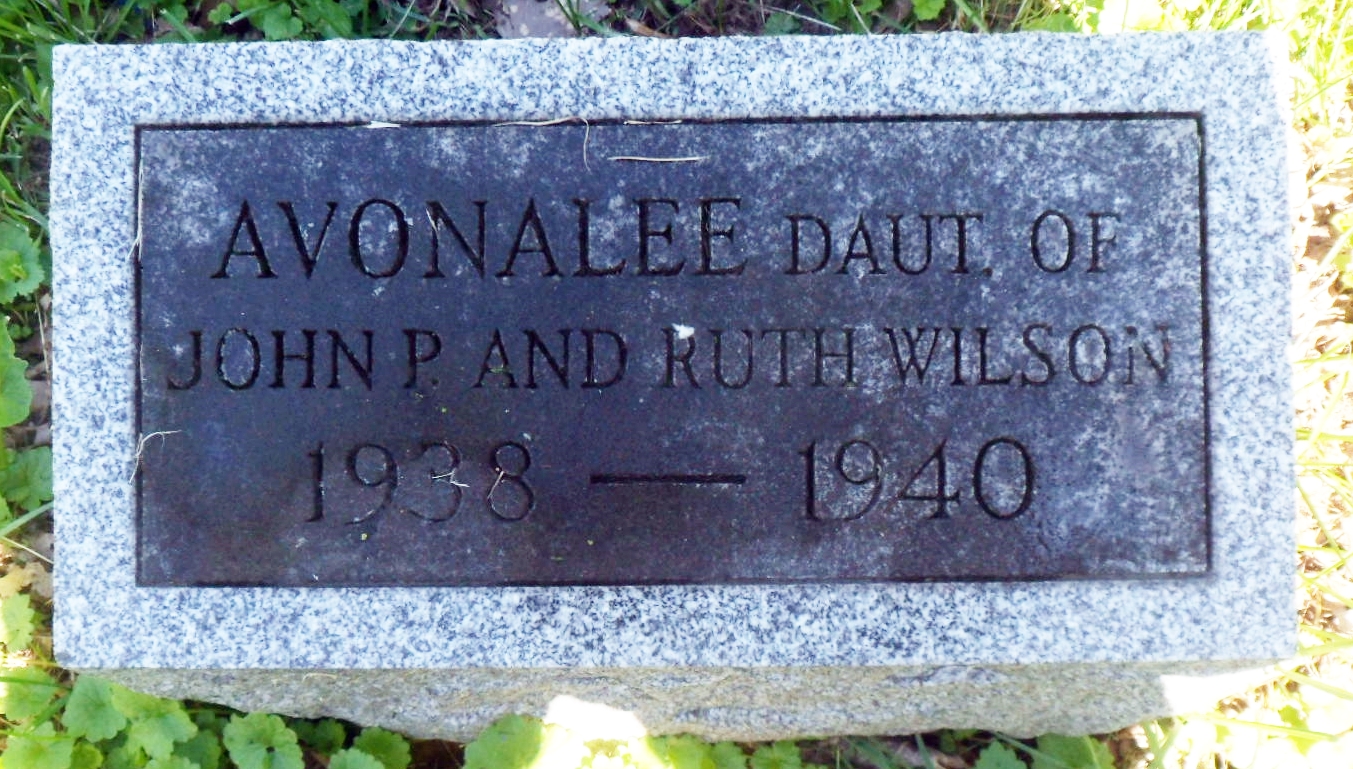 AVONALEE DAUT. OF
JOHN P. AND RUTH WILSON
1938 — 1940